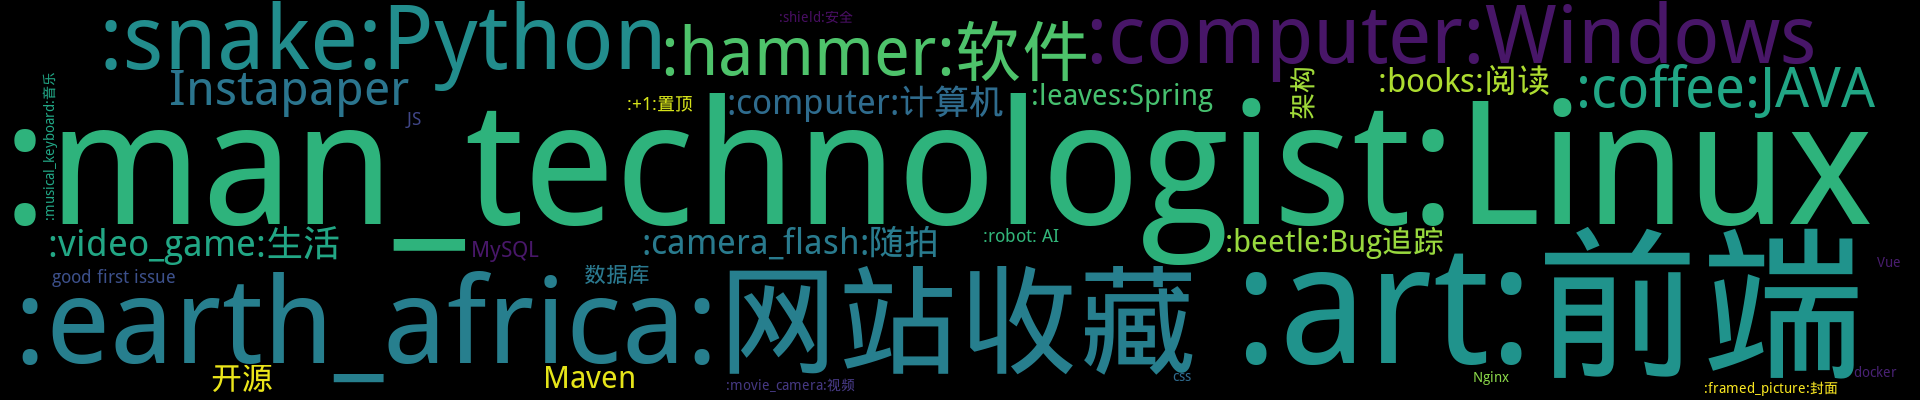 :shield:安全
:snake:Python
:hammer:软件
:computer:Windows
Instapaper
:musical_keyboard:音乐
JS
:+1:置顶
:computer:计算机
:leaves:Spring
架构
:books:阅读
:coffee:JAVA
:man_technologist:Linux
:video_game:生活
MySQL
:camera_flash:随拍
:robot: AI
:beetle:Bug追踪
good first issue
数据库
Vue
:earth_africa:网站收藏
:art:前端
开源
Maven
:movie_camera:视频
css
Nginx
docker
:framed_picture:封面